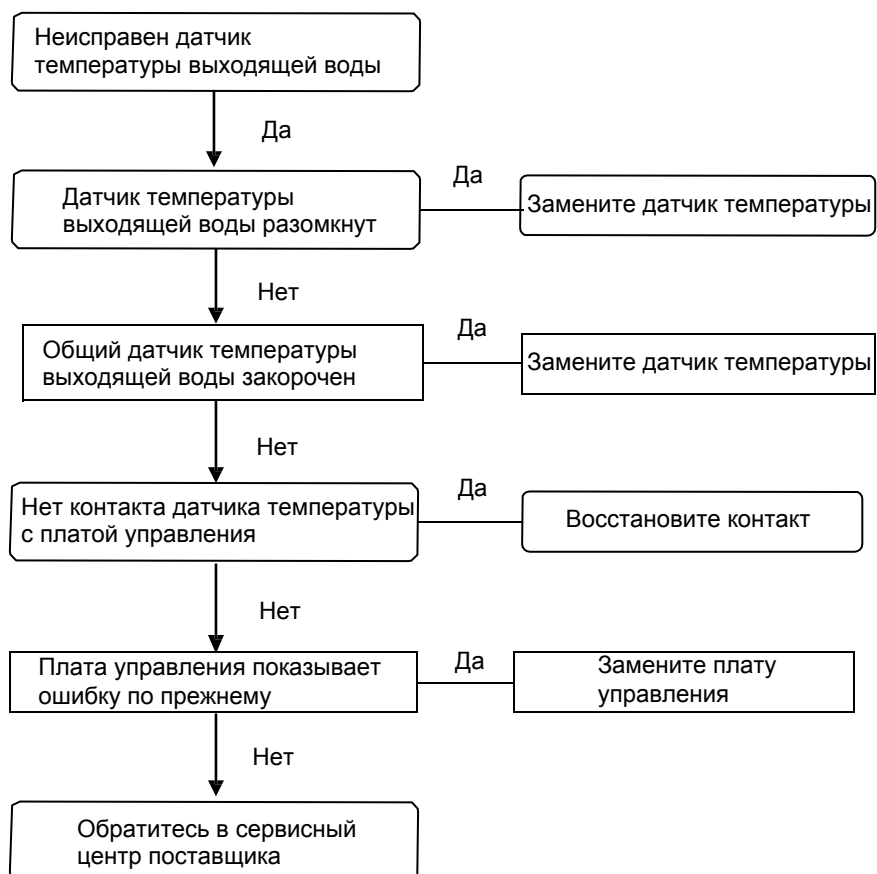 Неисправен датчик
температуры выходящей воды
Да
Датчик температуры
выходящей воды разомкнут
Да
Замените датчик температуры
Нет
Общий датчик температуры
выходящей воды закорочен
Да
Замените датчик температуры
Нет
Нет контакта датчика температуры
с платой управления
Да
Восстановите контакт
Нет
Плата управления показывает
ошибку по прежнему
Да
Замените плату
управления
Нет
Обратитесь в сервисный
центр поставщика